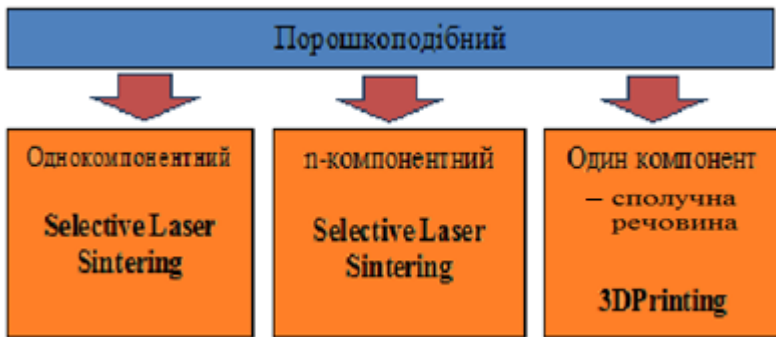 Порошкоподібний
Однокомпонентний
Selective Laser
Sintering
n-компонентний
Selective Laser
Sintering
Один компонент
– сполучна
речовина
3DPrinting